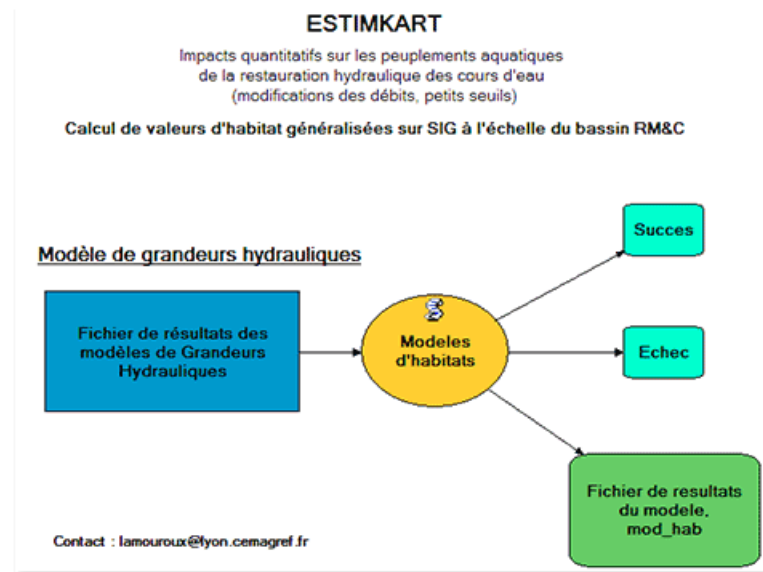 ESTIMKART
Impacts quantitatifs sur les peuplements aquatiques
de la restauration hydraulique des cours d'eau
(modifications des débits, petits seuils)
Calcul de valeurs d'habitat généralisées sur SIG à l'échelle du bassin RM&C
Succes
Modèle de grandeurs hydrauliques
Fichier de résultats des
modèles de Grandeurs
Hydrauliques
Modeles
d'habitats
Echec
Fichier de resultats
du modele,
mod_hab
Contact : lamouroux@lyon.cemagref.fr